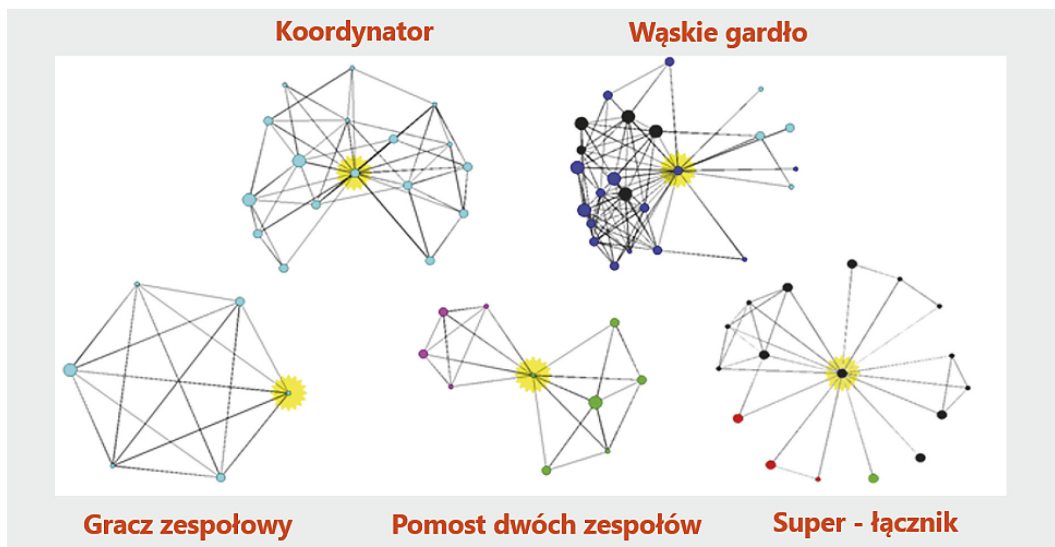 Koordynator
Wąskie gardło
Gracz zespołowy
Pomost dwóch zespołów
Super - łącznik